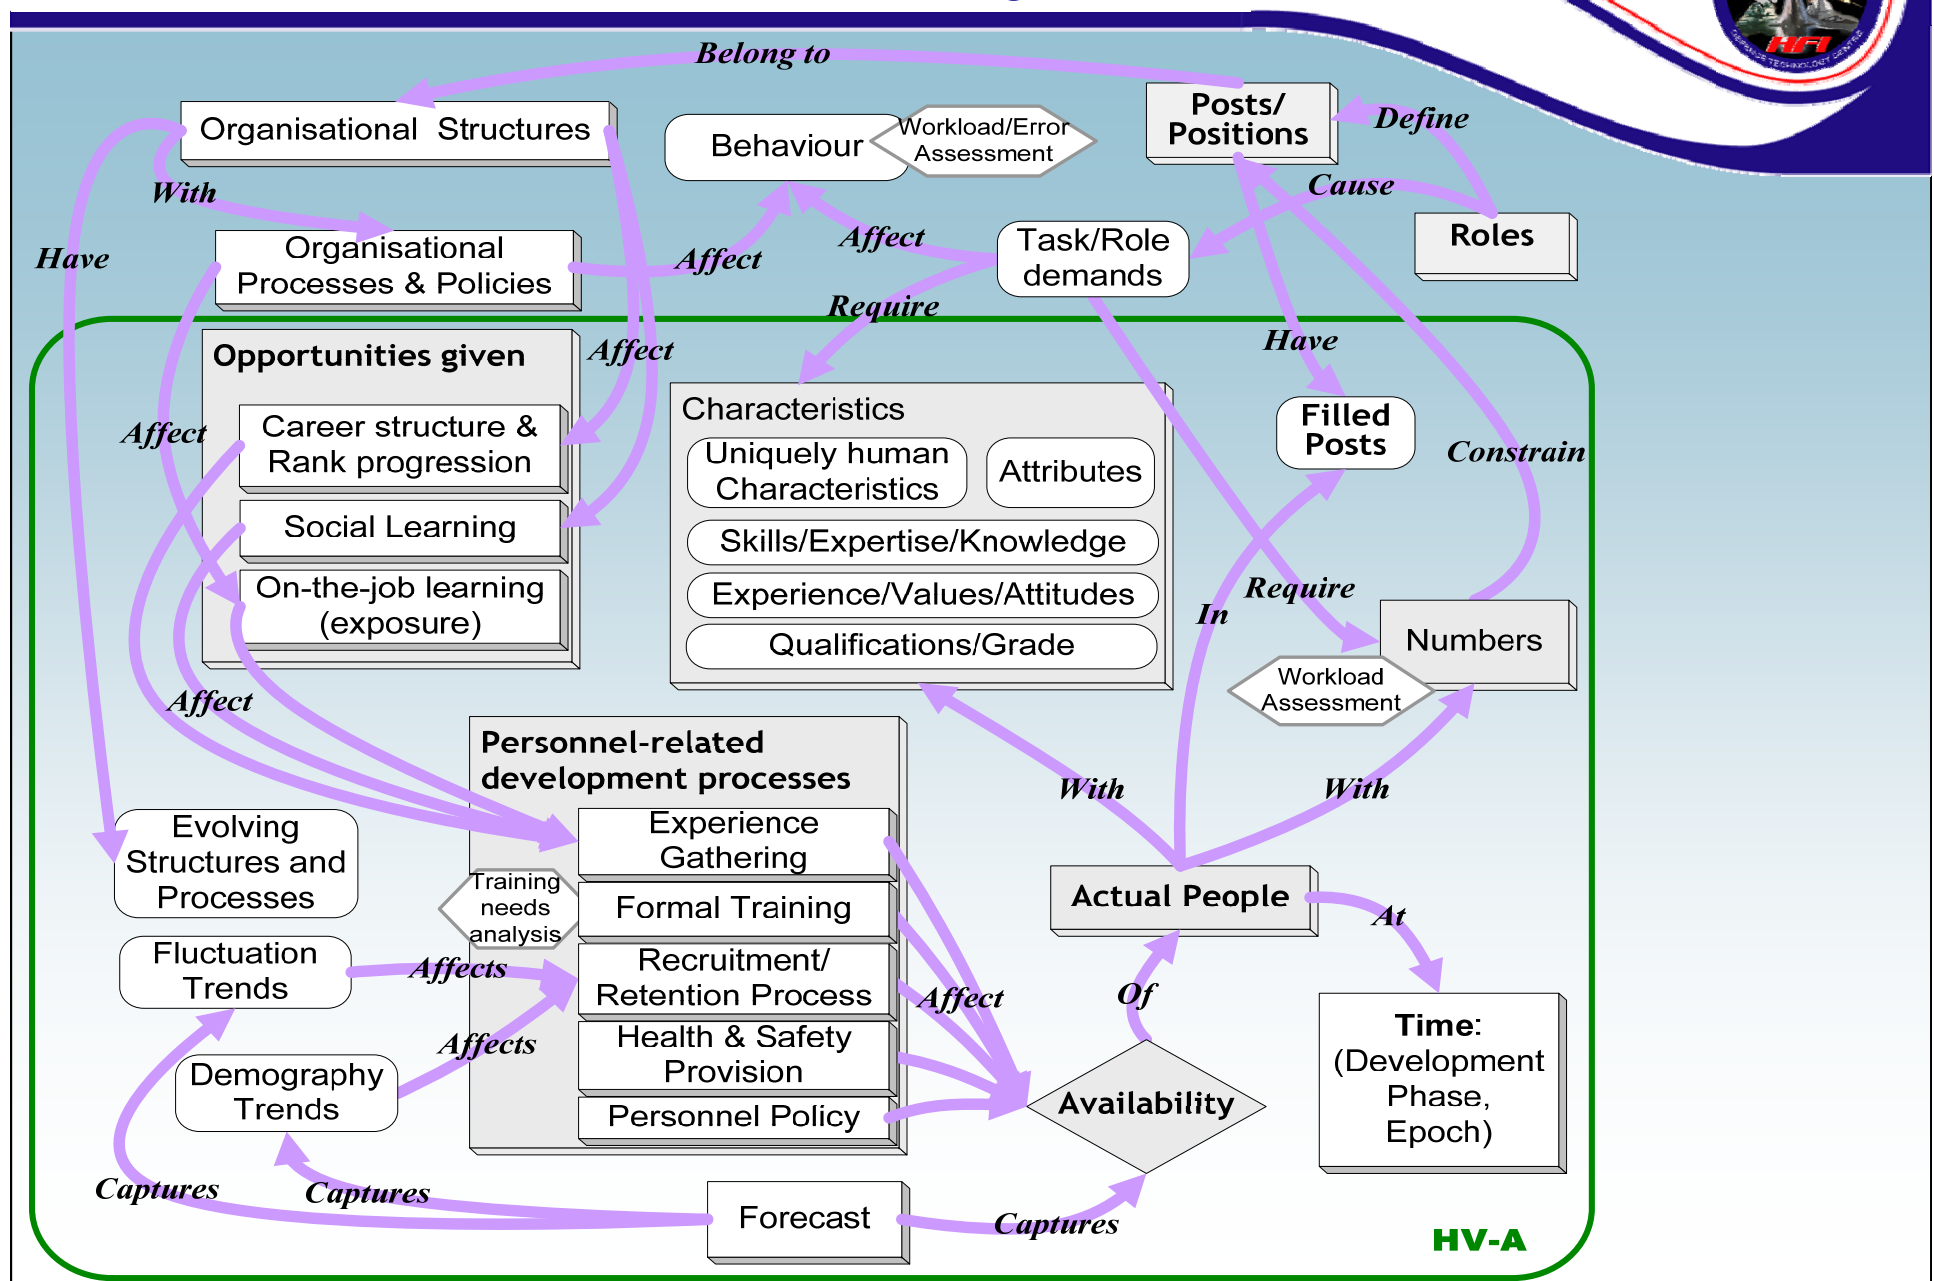 HFI
DEFENCE TECHNOLOGY CENTRE
Belong to
Organisational Structures
Behaviour
Workload/Error
Assessment
Posts/
Positions
Define
Cause
With
Roles
Have
Organisational
Processes & Policies
Affect
Affect
Task/Role
demands
Require
Have
Opportunities given
Affect
Characteristics
Filled
Posts
Affect
Career structure &
Rank progression
Uniquely human
Characteristics
Attributes
Constrain
Social Learning
Skills/Expertise/Knowledge
On-the-job learning
(exposure)
Experience/Values/Attitudes
Require
In
Qualifications/Grade
Numbers
Workload
Assessment
Affect
Personnel-related
development processes
With
With
Evolving
Structures and
Processes
Experience
Gathering
Training
needs
analysis
Formal Training
Actual People
At
Fluctuation
Trends
Affects
Recruitment/
Retention Process
Affect
Of
Affects
Health & Safety
Provision
Time:
(Development
Phase,
Epoch)
Demography
Trends
Personnel Policy
Availability
Captures
Captures
Forecast
Captures
HV-A